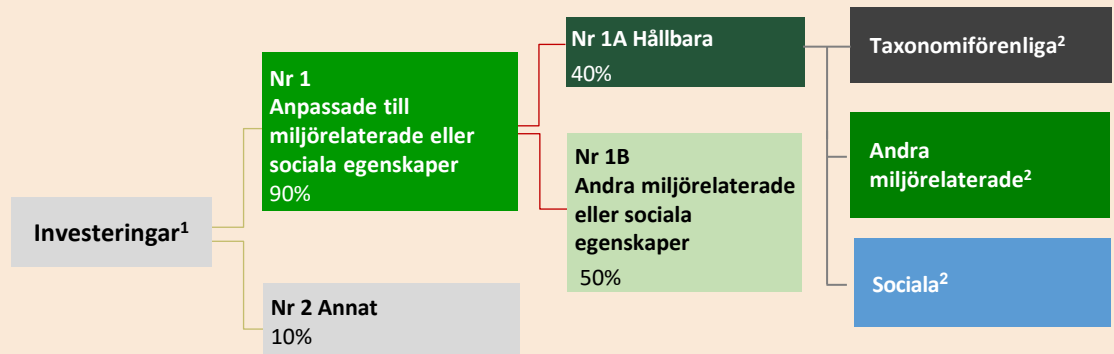 Investeringar¹
Nr 1
Anpassade till
miljörelaterade eller
sociala egenskaper
90%
Nr 2 Annat
10%
Nr 1A Hållbara
40%
Nr 1B
Andra miljörelaterade
eller sociala
egenskaper
50%
Taxonomiförenliga²
Andra
miljörelaterade²
Sociala²